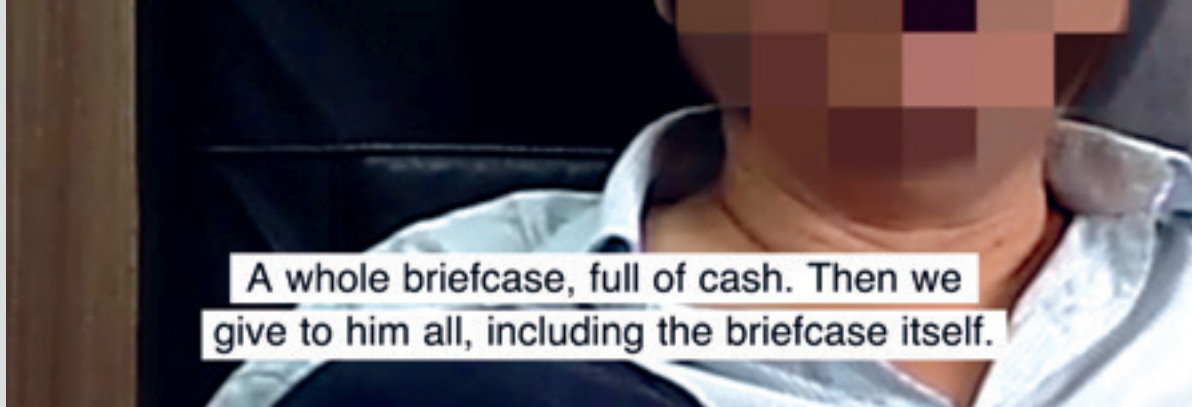 A whole briefcase, full of cash. Then we
give to him all, including the briefcase itself.